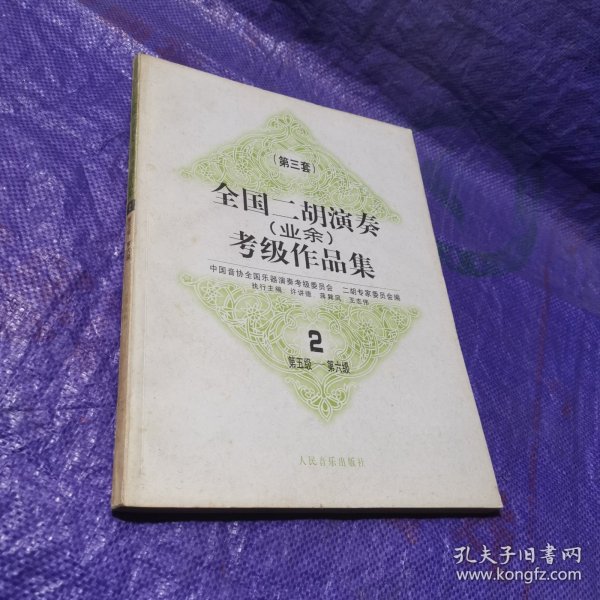 （第三套）
全国二胡演奏
（业余）
考级作品集
中国音协全国乐器演奏考级委员会 二胡专家委员会编
执行主编 许讲德 蒋巽风 王志伟
2
第五级—第六级
人民音乐出版社
孔夫子旧书网
www.kongfz.com